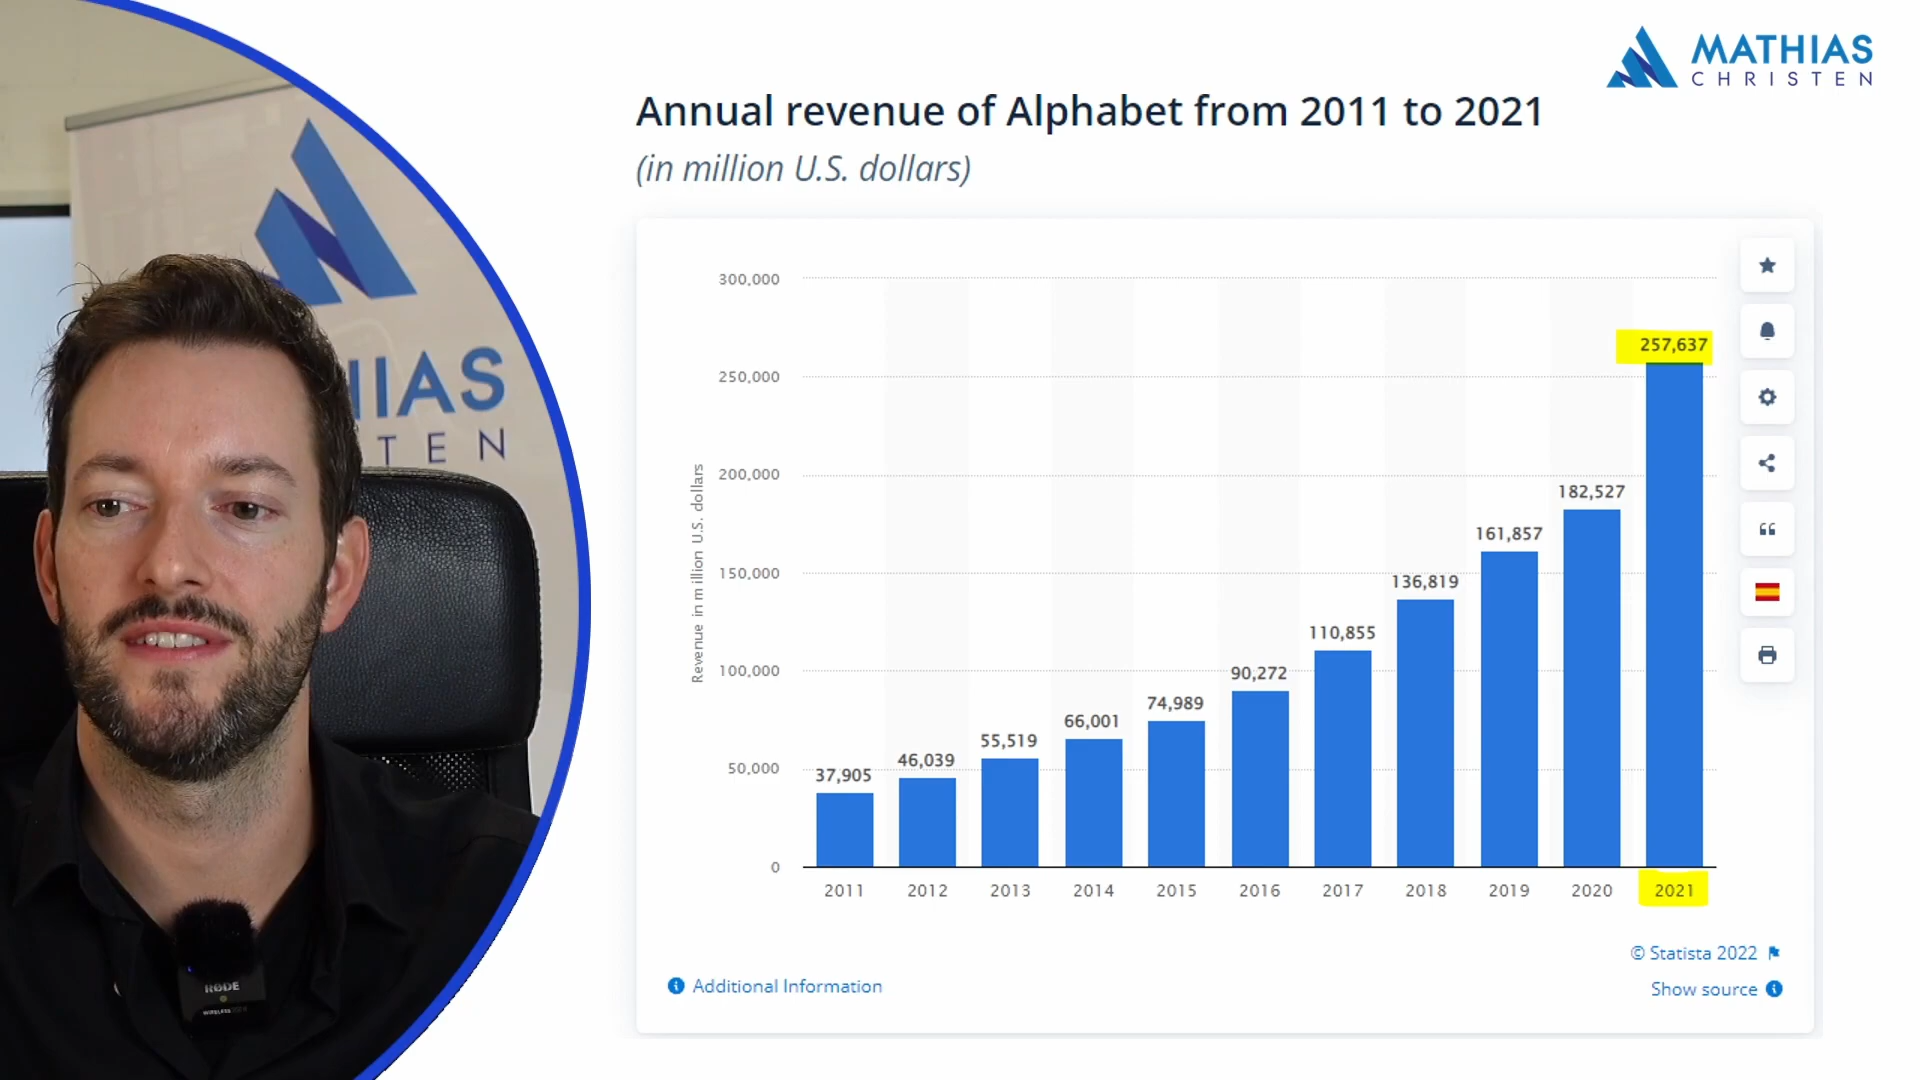 MATHIAS
CHRISTEN
Annual revenue of Alphabet from 2011 to 2021
(in million U.S. dollars)
300,000
250,000
200,000
150,000
100,000
50,000
0
Revenue in million U.S. dollars
37,905
46,039
55,519
66,001
74,989
90,272
110,855
136,819
161,857
182,527
257,637
2011
2012
2013
2014
2015
2016
2017
2018
2019
2020
2021
© Statista 2022
Additional Information
Show source
HIAS
TEN
RØDE